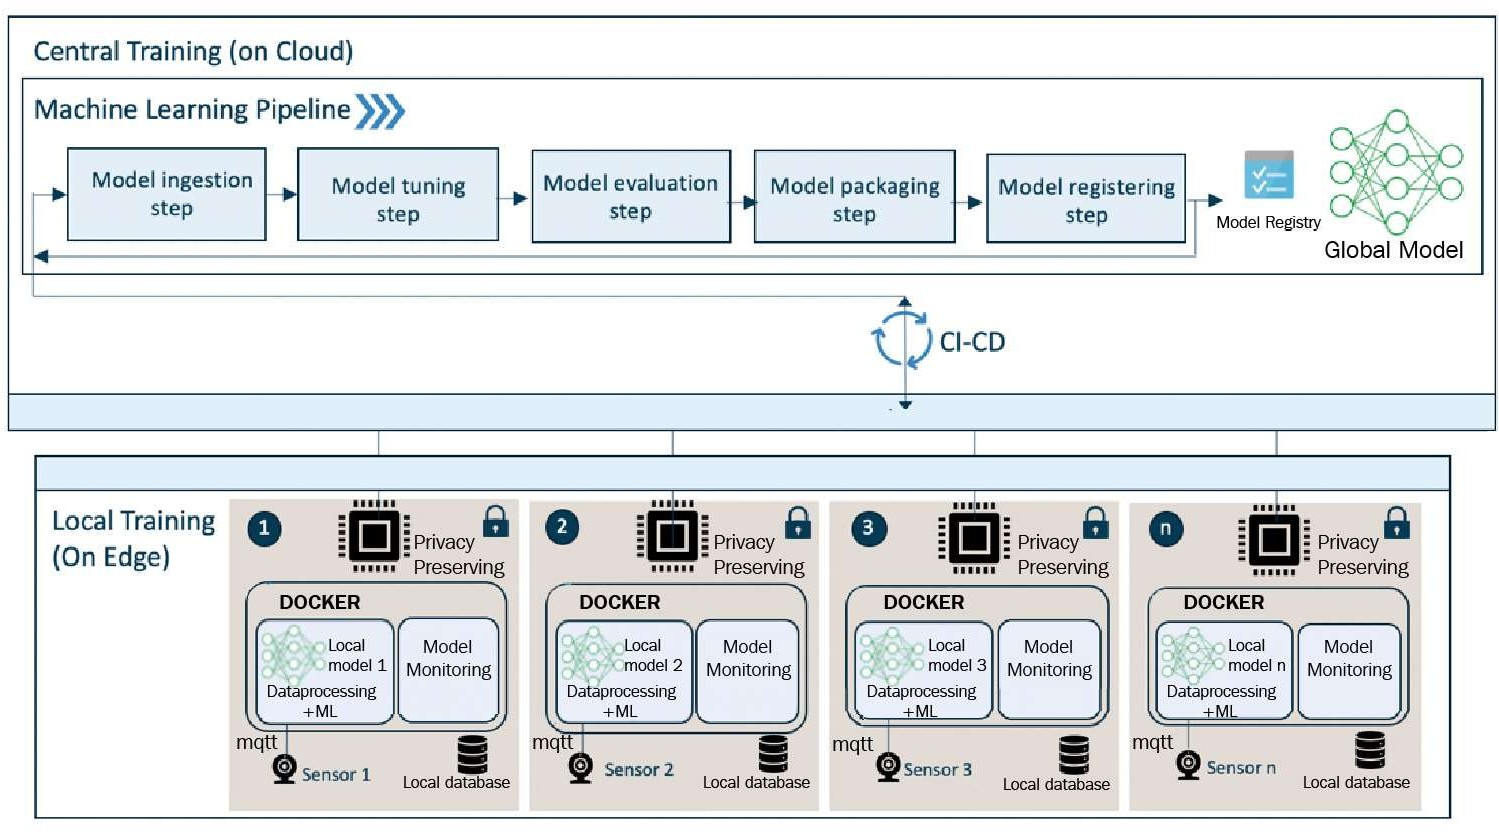 Central Training (on Cloud)
Machine Learning Pipeline
Model ingestion
step
Model tuning
step
Model evaluation
step
Model packaging
step
Model registering
step
Model Registry
Global Model
CI-CD
Local Training
(On Edge)
1
Privacy
Preserving
DOCKER
Local
model 1
Dataprocessing
+ML
Model
Monitoring
mqtt
Sensor 1
Local database
2
Privacy
Preserving
DOCKER
Local
model 2
Dataprocessing
+ML
Model
Monitoring
mqtt
Sensor 2
Local database
3
Privacy
Preserving
DOCKER
Local
model 3
Dataprocessing
+ML
Model
Monitoring
mqtt
Sensor 3
Local database
n
Privacy
Preserving
DOCKER
Local
model n
Dataprocessing
+ML
Model
Monitoring
mqtt
Sensor n
Local database